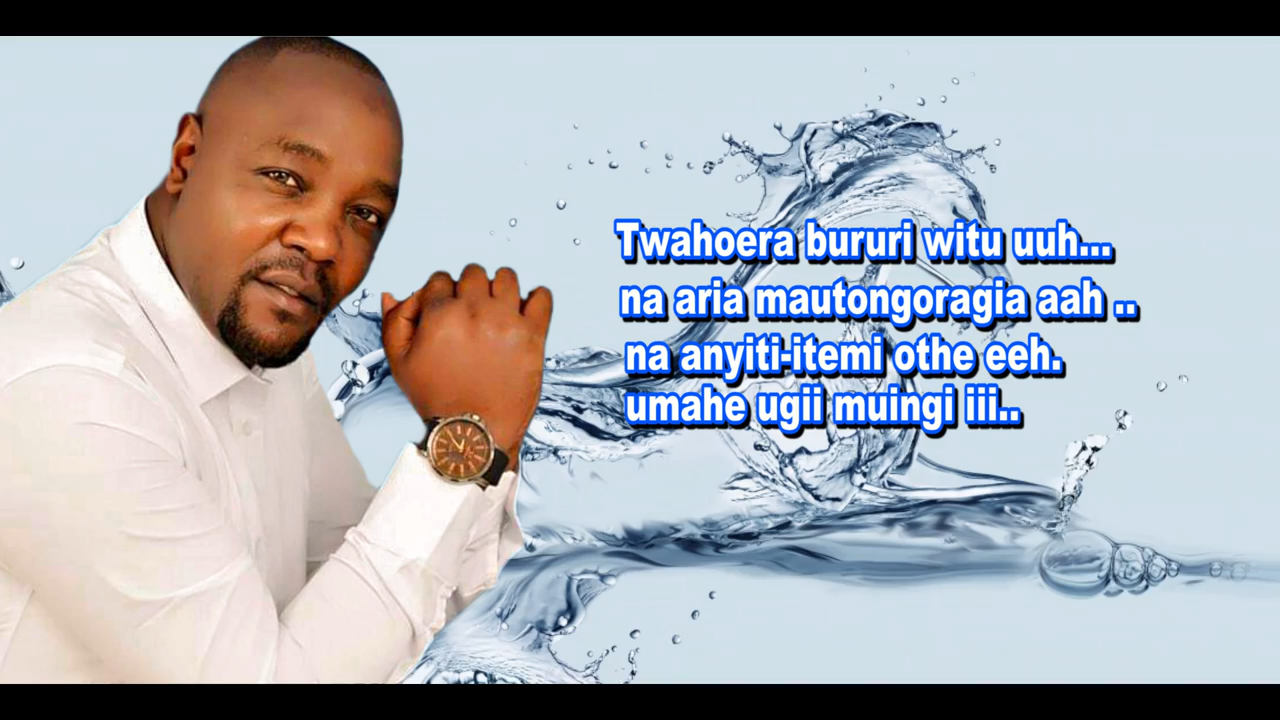 Twahoera bururi witu uuh...
na aria mautongoragia aah ..
na anyiti-itemi othe eeh.
umahe ugii muingi iii..